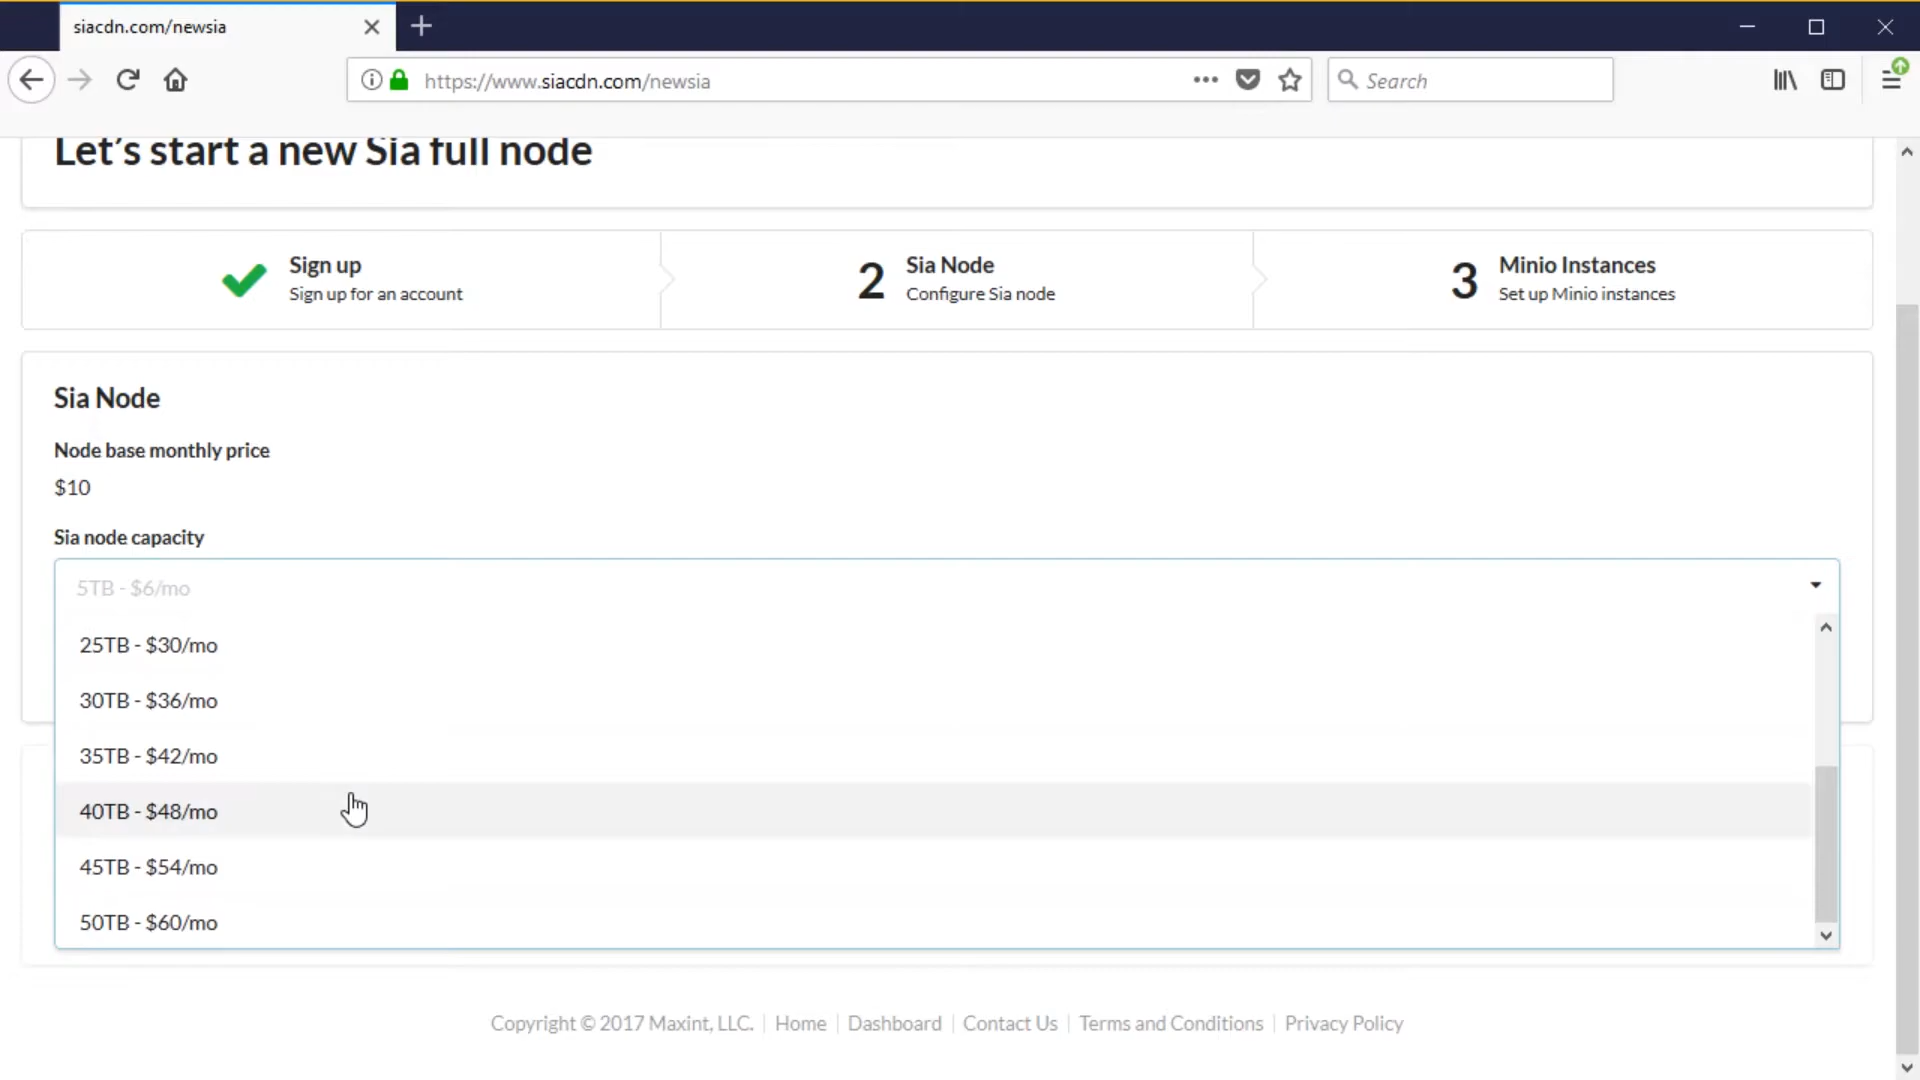 siacdn.com/newsia
https://www.siacdn.com/newsia
Search
Let's start a new Sia full node
Sign up
Sign up for an account
2
Sia Node
Configure Sia node
3
Minio Instances
Set up Minio instances
Sia Node
Node base monthly price
$10
Sia node capacity
5TB - $6/mo
25TB - $30/mo
30TB - $36/mo
35TB - $42/mo
40TB - $48/mo
45TB - $54/mo
50TB - $60/mo
Copyright © 2017 Maxint, LLC. | Home | Dashboard | Contact Us | Terms and Conditions | Privacy Policy